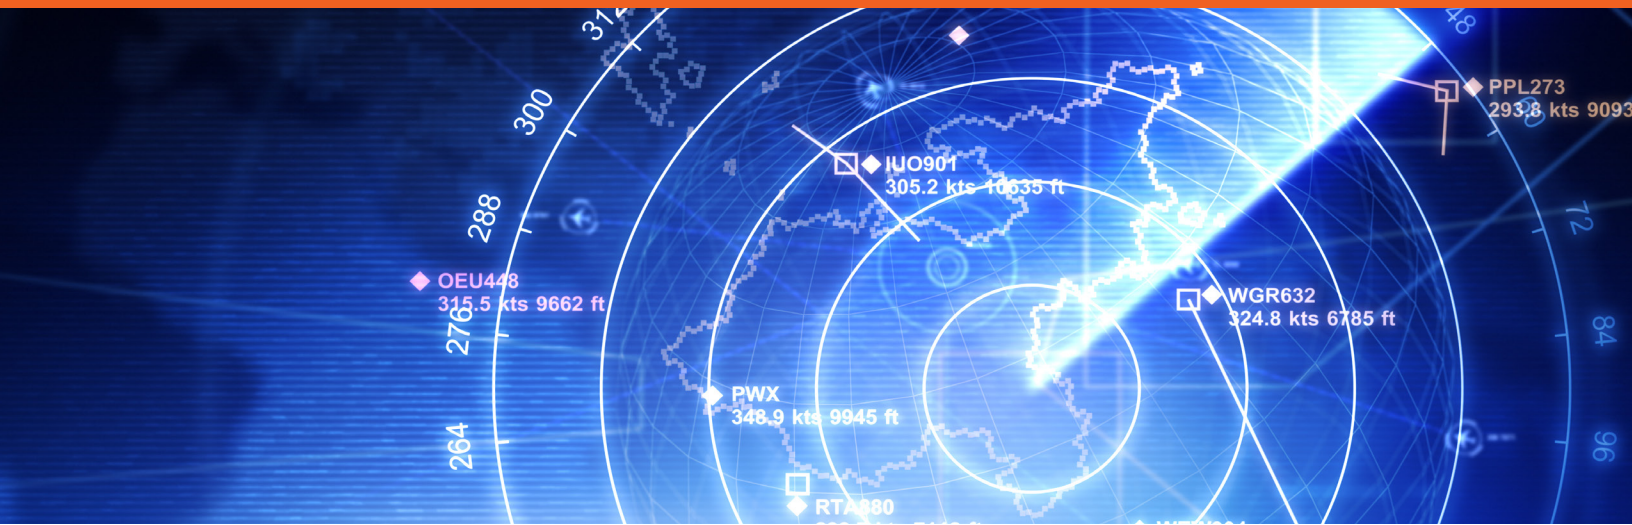 312
48
PPL273
293.8 kts 9093
60
300
IUO901
305.2 kts 10635 ft
288
72
OEU448
315.5 kts 9662 ft
WGR632
324.8 kts 6785 ft
276
84
PWX
348.9 kts 9945 ft
264
96
RTA880